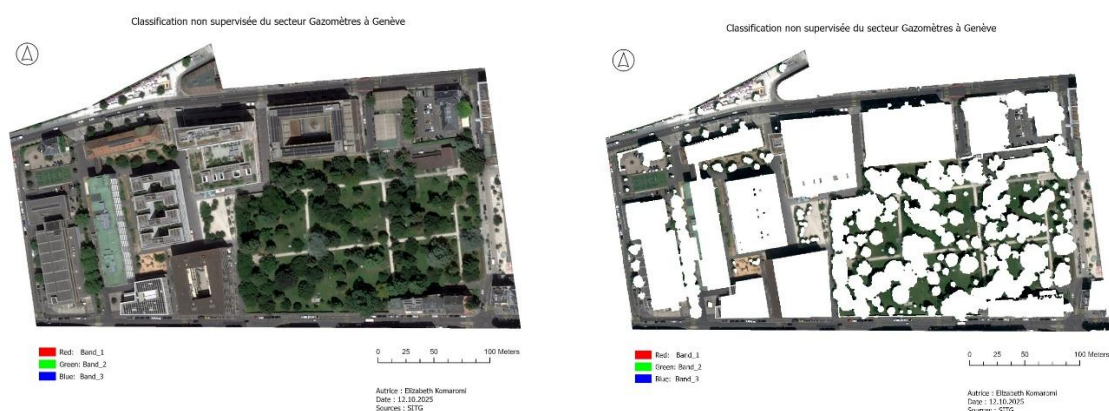 Classification non supervisée du secteur Gazomètres à Genève
Red: Band_1
Green: Band_2
Blue: Band_3
0 25 50 100 Meters
Autrice : Elizabeth Komaromi
Date : 12.10.2025
Sources : SITG
Classification non supervisée du secteur Gazomètres à Genève
Red: Band_1
Green: Band_2
Blue: Band_3
0 25 50 100 Meters
Autrice : Elizabeth Komaromi
Date : 12.10.2025
Sources : SITG